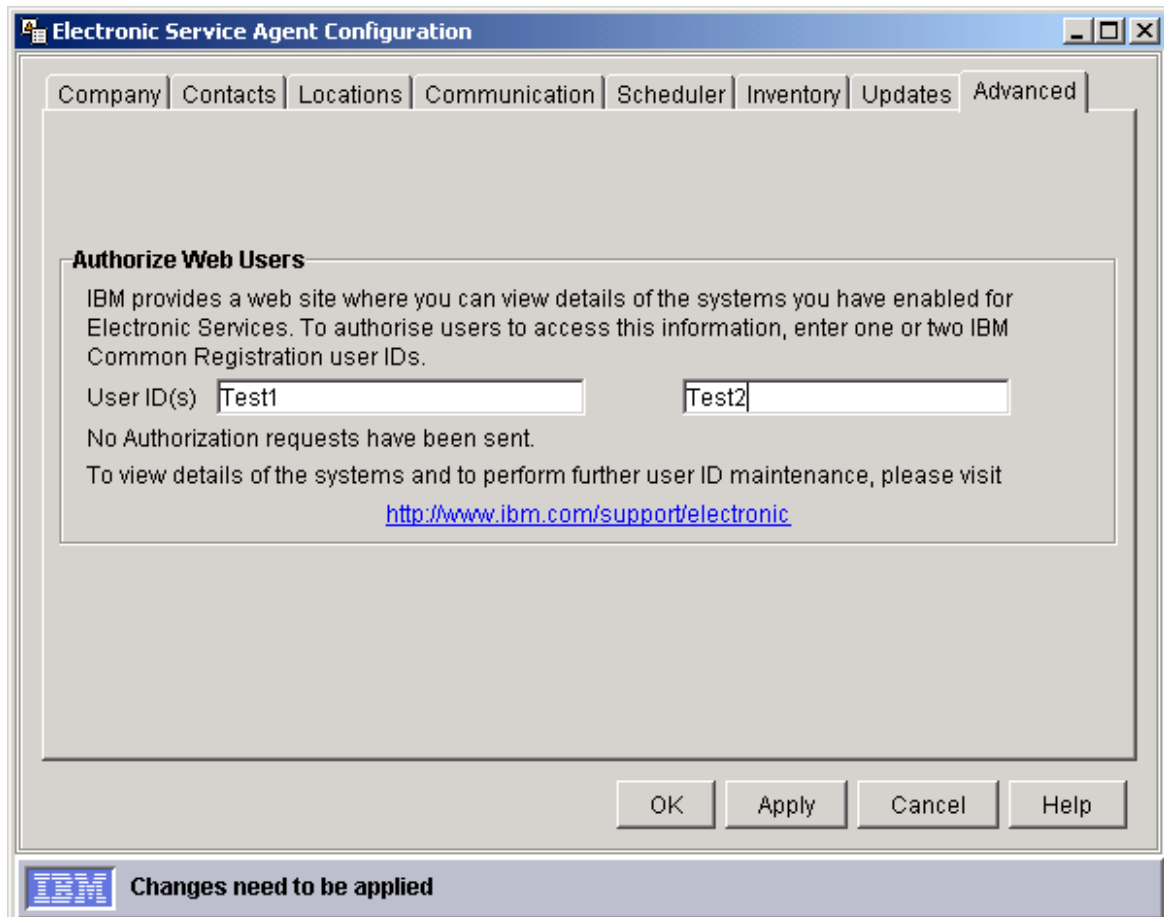 Electronic Service Agent Configuration
Company Contacts Locations Communication Scheduler Inventory Updates Advanced
Authorize Web Users
IBM provides a web site where you can view details of the systems you have enabled for
Electronic Services. To authorise users to access this information, enter one or two IBM
Common Registration user IDs.
User ID(s) Test1 Test2
No Authorization requests have been sent.
To view details of the systems and to perform further user ID maintenance, please visit
http://www.ibm.com/support/electronic
OK Apply Cancel Help
IBM Changes need to be applied